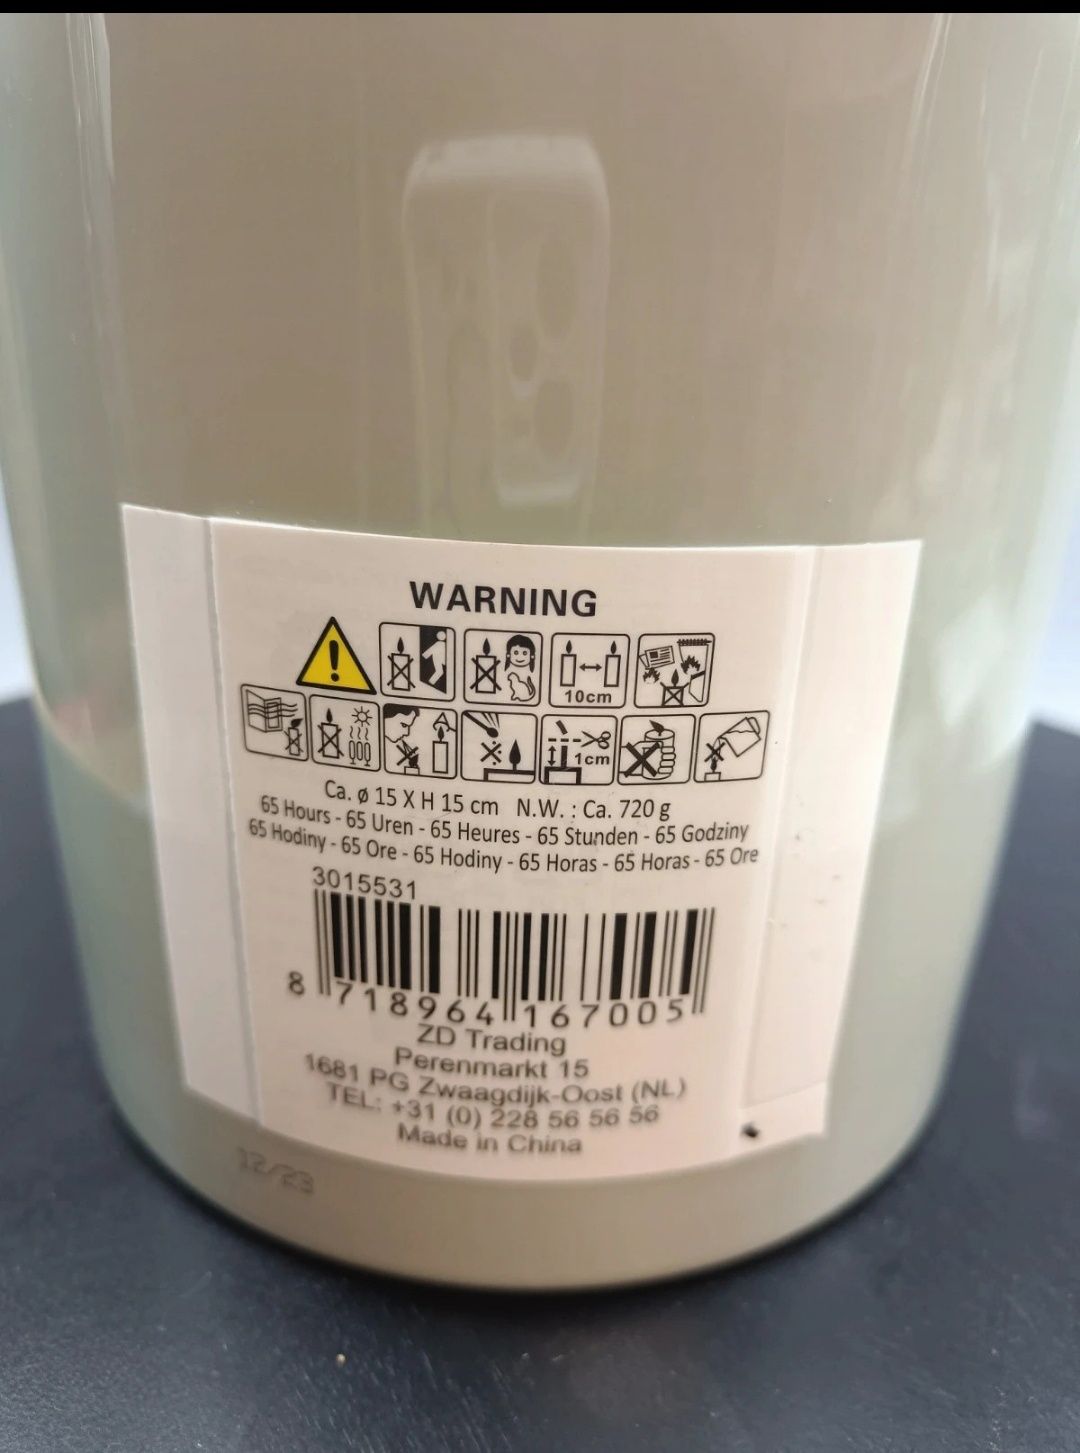 WARNING
10cm
1cm
Ca. ø 15 X H 15 cm N.W. : Ca. 720 g
65 Hours - 65 Uren - 65 Heures - 65 Stunden - 65 Godziny
65 Hodiny - 65 Ore - 65 Hodiny - 65 Horas - 65 Horas - 65 Ore
3015531
8 718964 167005
ZD Trading
Perenmarkt 15
1681 PG Zwaagdijk-Oost (NL)
TEL: +31 (0) 228 56 56 56
Made in China
12/23